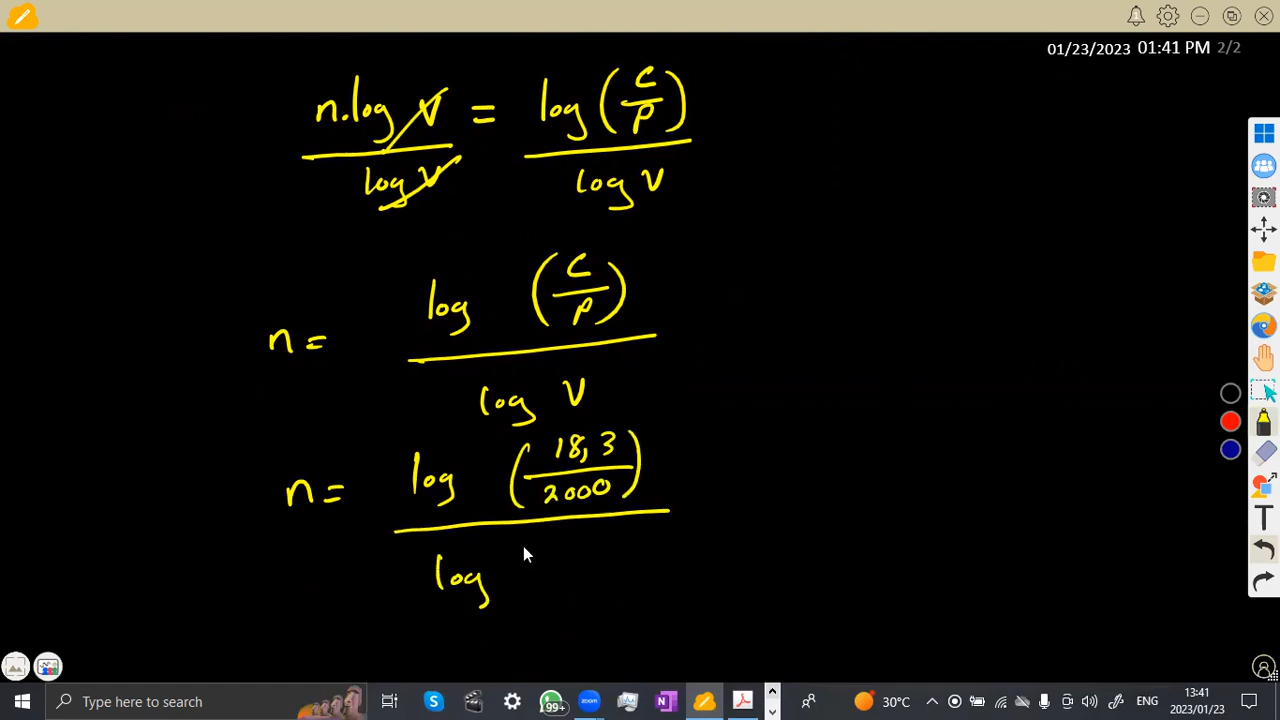 01/23/2023 01:41 PM 2/2
n.log V = log (C/P)
log V log V
n = log (C/P)
log V
n = log (18,3/2000)
log
T
Type here to search
99+
30°C
ENG
13:41
2023/01/23